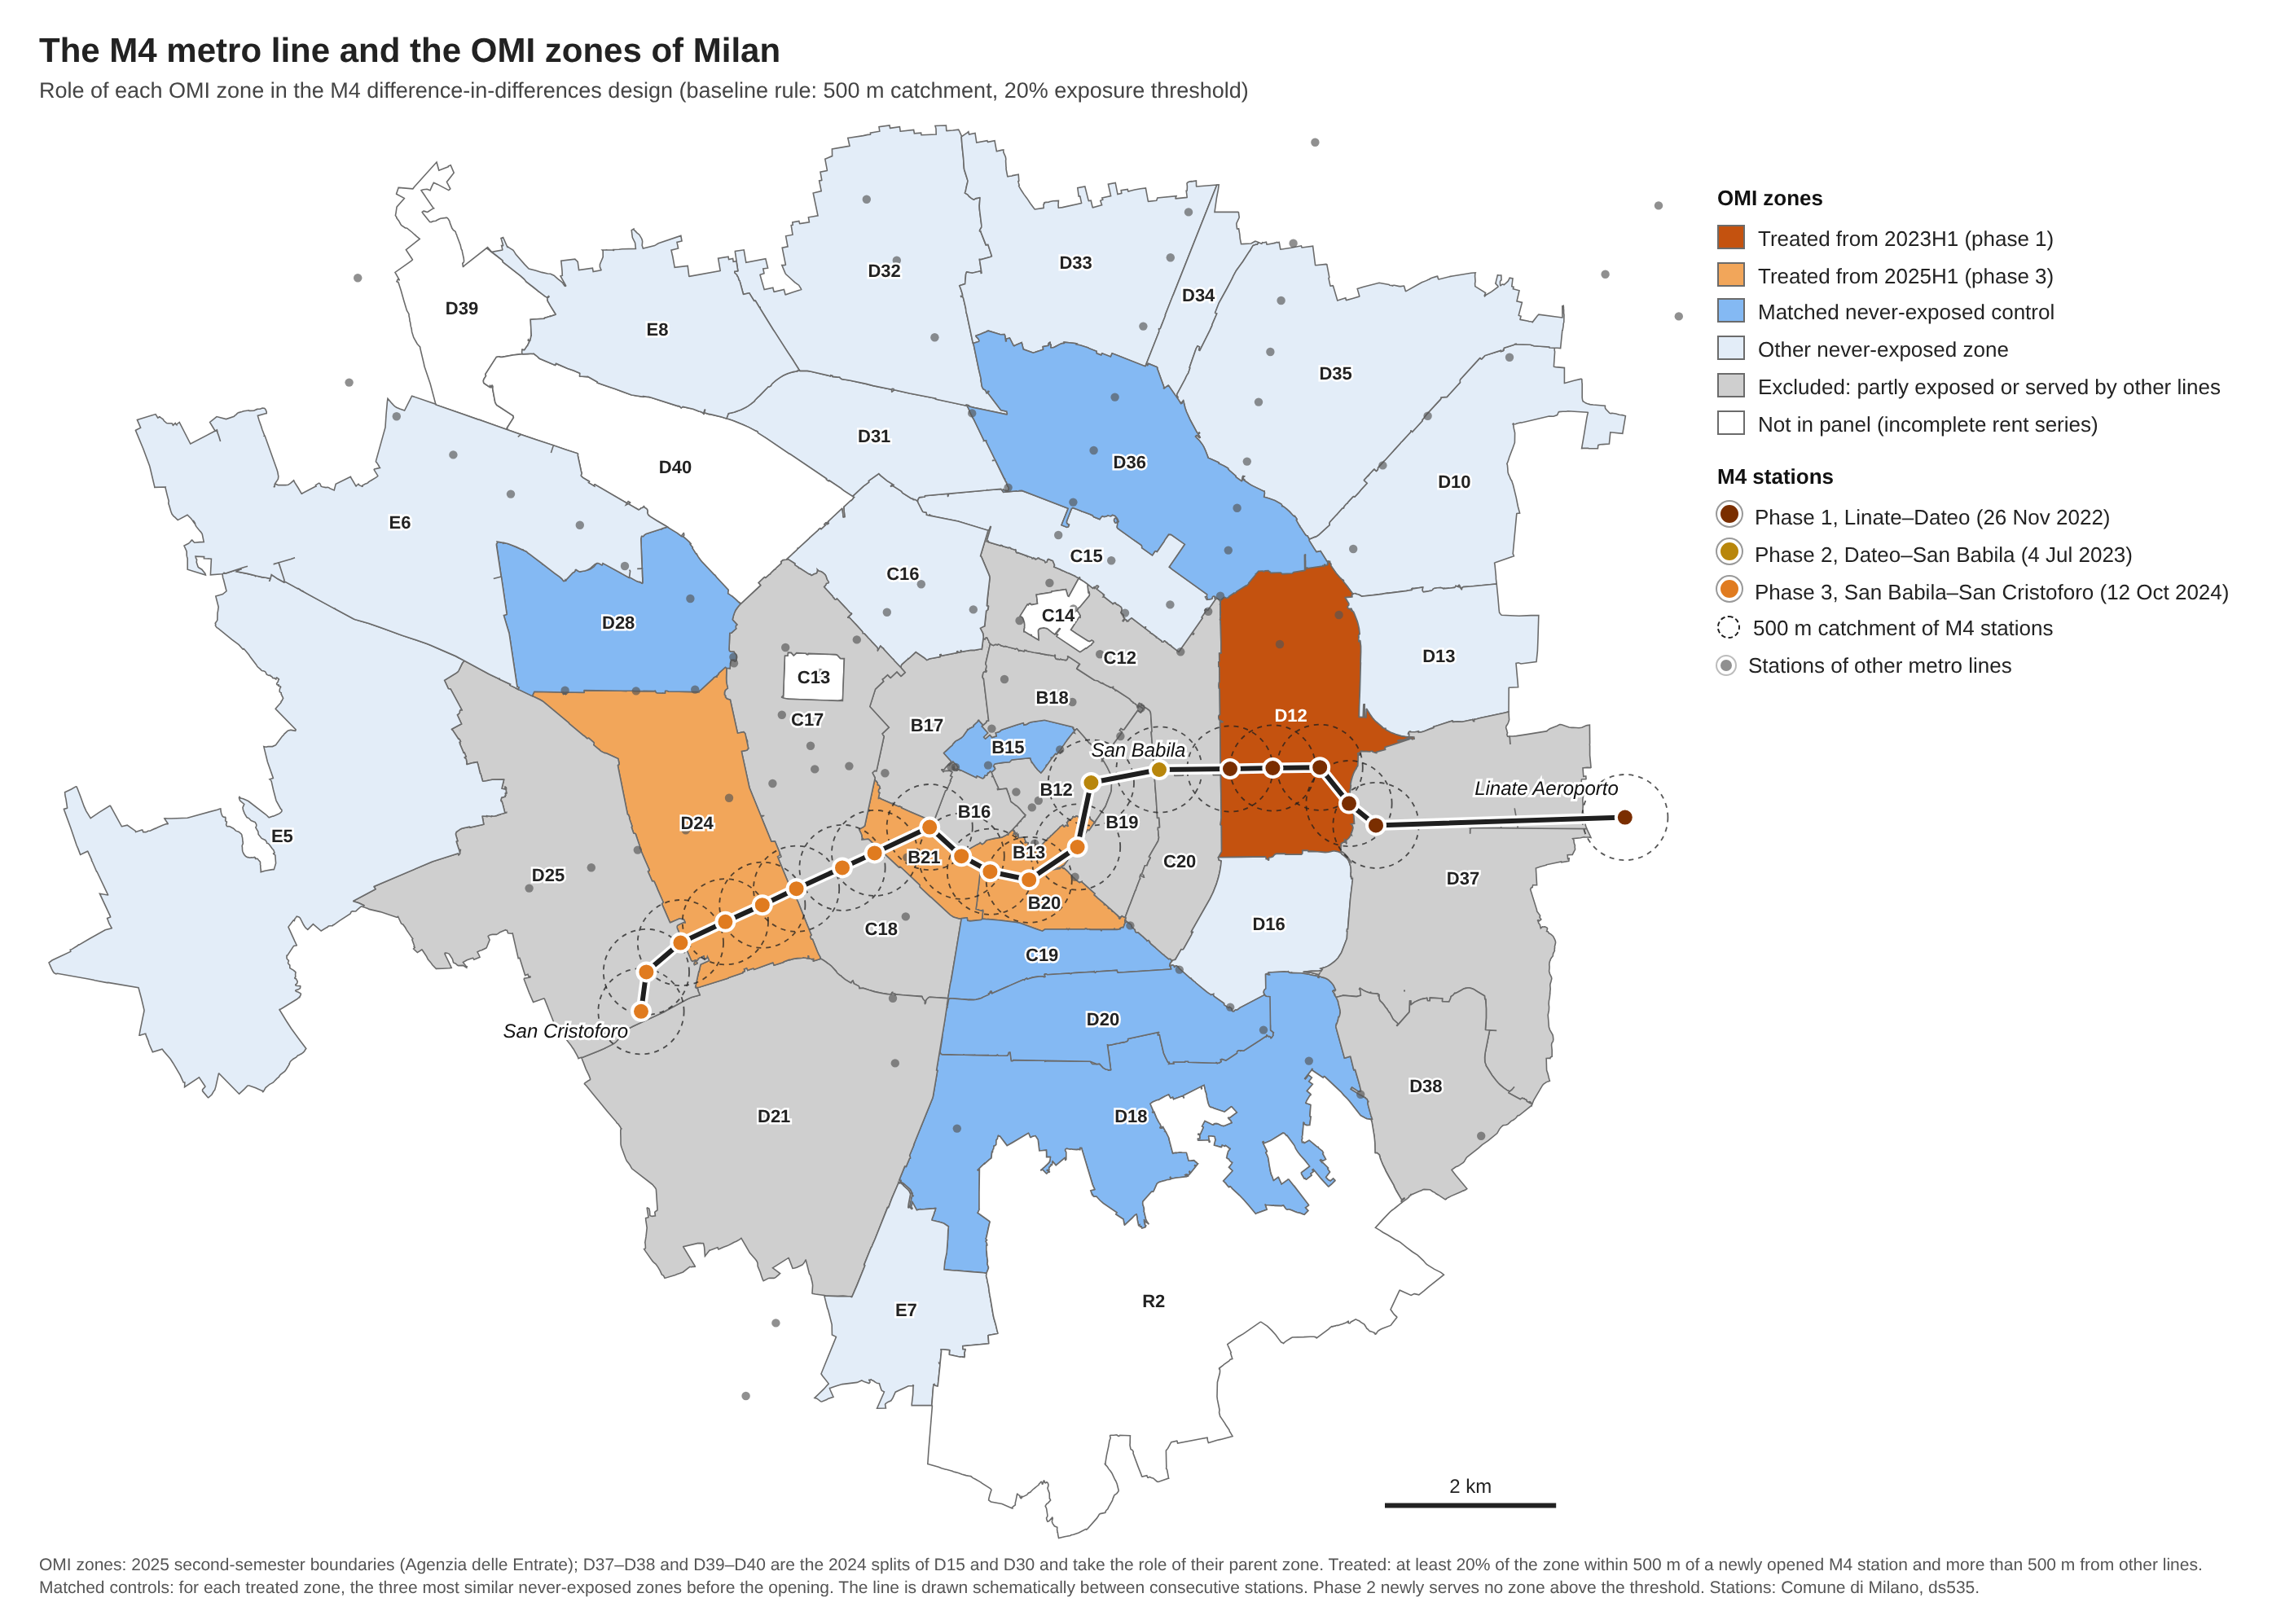 The M4 metro line and the OMI zones of Milan
Role of each OMI zone in the M4 difference-in-differences design (baseline rule: 500 m catchment, 20% exposure threshold)
OMI zones
Treated from 2023H1 (phase 1)
Treated from 2025H1 (phase 3)
Matched never-exposed control
Other never-exposed zone
Excluded: partly exposed or served by other lines
Not in panel (incomplete rent series)
M4 stations
Phase 1, Linate–Dateo (26 Nov 2022)
Phase 2, Dateo–San Babila (4 Jul 2023)
Phase 3, San Babila–San Cristoforo (12 Oct 2024)
500 m catchment of M4 stations
Stations of other metro lines
D32
D33
D34
D39
E8
D35
D31
D36
D40
D10
E6
C15
C16
C14
D28
C12
D13
C13
B18
C17
B17
D12
B15
San Babila
B12
Linate Aeroporto
B16
B19
D24
E5
B13
B21
C20
D25
D37
B20
C18
D16
C19
D20
San Cristoforo
D38
D21
D18
R2
E7
2 km
OMI zones: 2025 second-semester boundaries (Agenzia delle Entrate); D37–D38 and D39–D40 are the 2024 splits of D15 and D30 and take the role of their parent zone. Treated: at least 20% of the zone within 500 m of a newly opened M4 station and more than 500 m from other lines.
Matched controls: for each treated zone, the three most similar never-exposed zones before the opening. The line is drawn schematically between consecutive stations. Phase 2 newly serves no zone above the threshold. Stations: Comune di Milano, ds535.